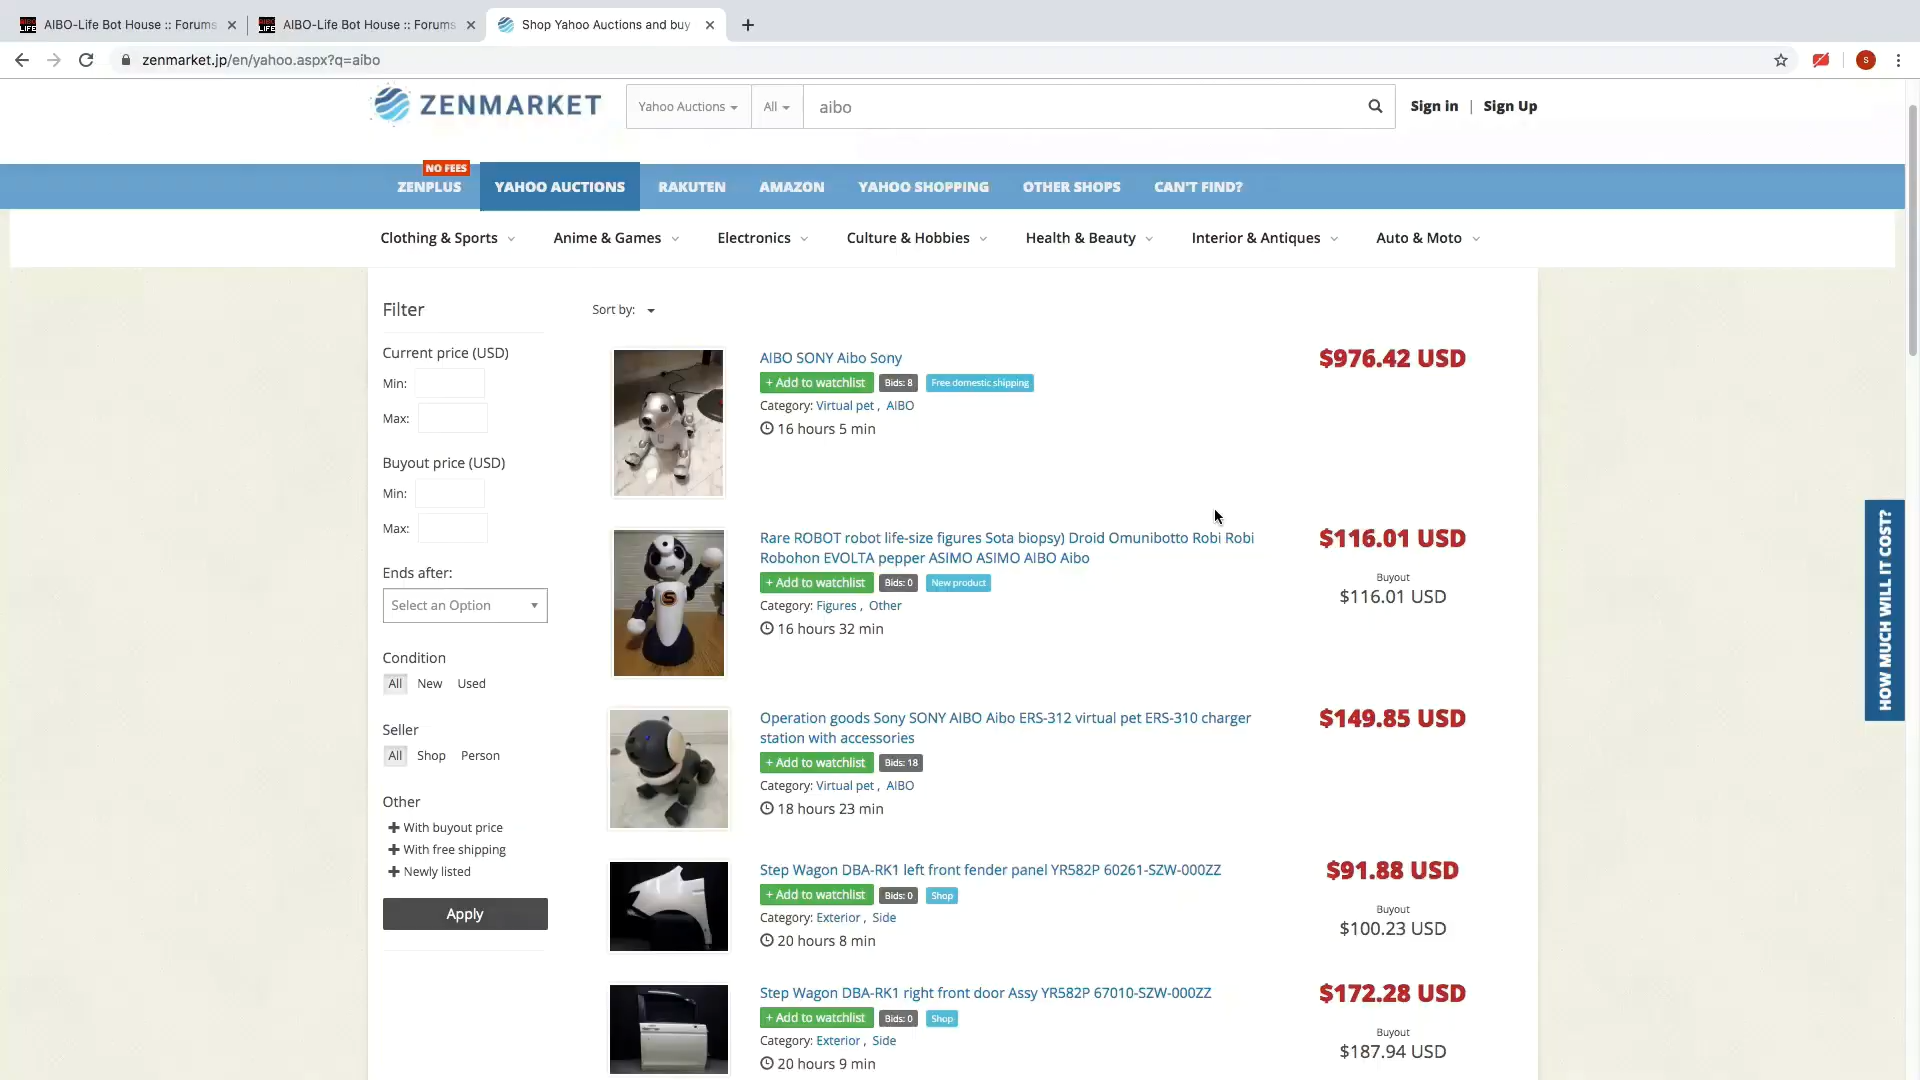 AIBO-Life Bot House :: Forums
AIBO-Life Bot House :: Forums
Shop Yahoo Auctions and buy
zenmarket.jp/en/yahoo.aspx?q=aibo
S
ZENMARKET
Yahoo Auctions
All
aibo
Sign in | Sign Up
NO FEES
ZENPLUS
YAHOO AUCTIONS
RAKUTEN
AMAZON
YAHOO SHOPPING
OTHER SHOPS
CAN'T FIND?
Clothing & Sports
Anime & Games
Electronics
Culture & Hobbies
Health & Beauty
Interior & Antiques
Auto & Moto
Filter
Current price (USD)
Min:
Max:
Buyout price (USD)
Min:
Max:
Ends after:
Select an Option
Condition
All New Used
Seller
All Shop Person
Other
+ With buyout price
+ With free shipping
+ Newly listed
Apply
Sort by:
AIBO SONY Aibo Sony
+ Add to watchlist Bids: 8 Free domestic shipping
Category: Virtual pet , AIBO
16 hours 5 min
$976.42 USD
Rare ROBOT robot life-size figures Sota biopsy) Droid Omunibotto Robi Robi
Robohon EVOLTA pepper ASIMO ASIMO AIBO Aibo
+ Add to watchlist Bids: 0 New product
Category: Figures , Other
16 hours 32 min
$116.01 USD
Buyout
$116.01 USD
Operation goods Sony SONY AIBO Aibo ERS-312 virtual pet ERS-310 charger
station with accessories
+ Add to watchlist Bids: 18
Category: Virtual pet , AIBO
18 hours 23 min
$149.85 USD
Step Wagon DBA-RK1 left front fender panel YR582P 60261-SZW-000ZZ
+ Add to watchlist Bids: 0 Shop
Category: Exterior , Side
20 hours 8 min
$91.88 USD
Buyout
$100.23 USD
Step Wagon DBA-RK1 right front door Assy YR582P 67010-SZW-000ZZ
+ Add to watchlist Bids: 0 Shop
Category: Exterior , Side
20 hours 9 min
$172.28 USD
Buyout
$187.94 USD
HOW MUCH WILL IT COST?